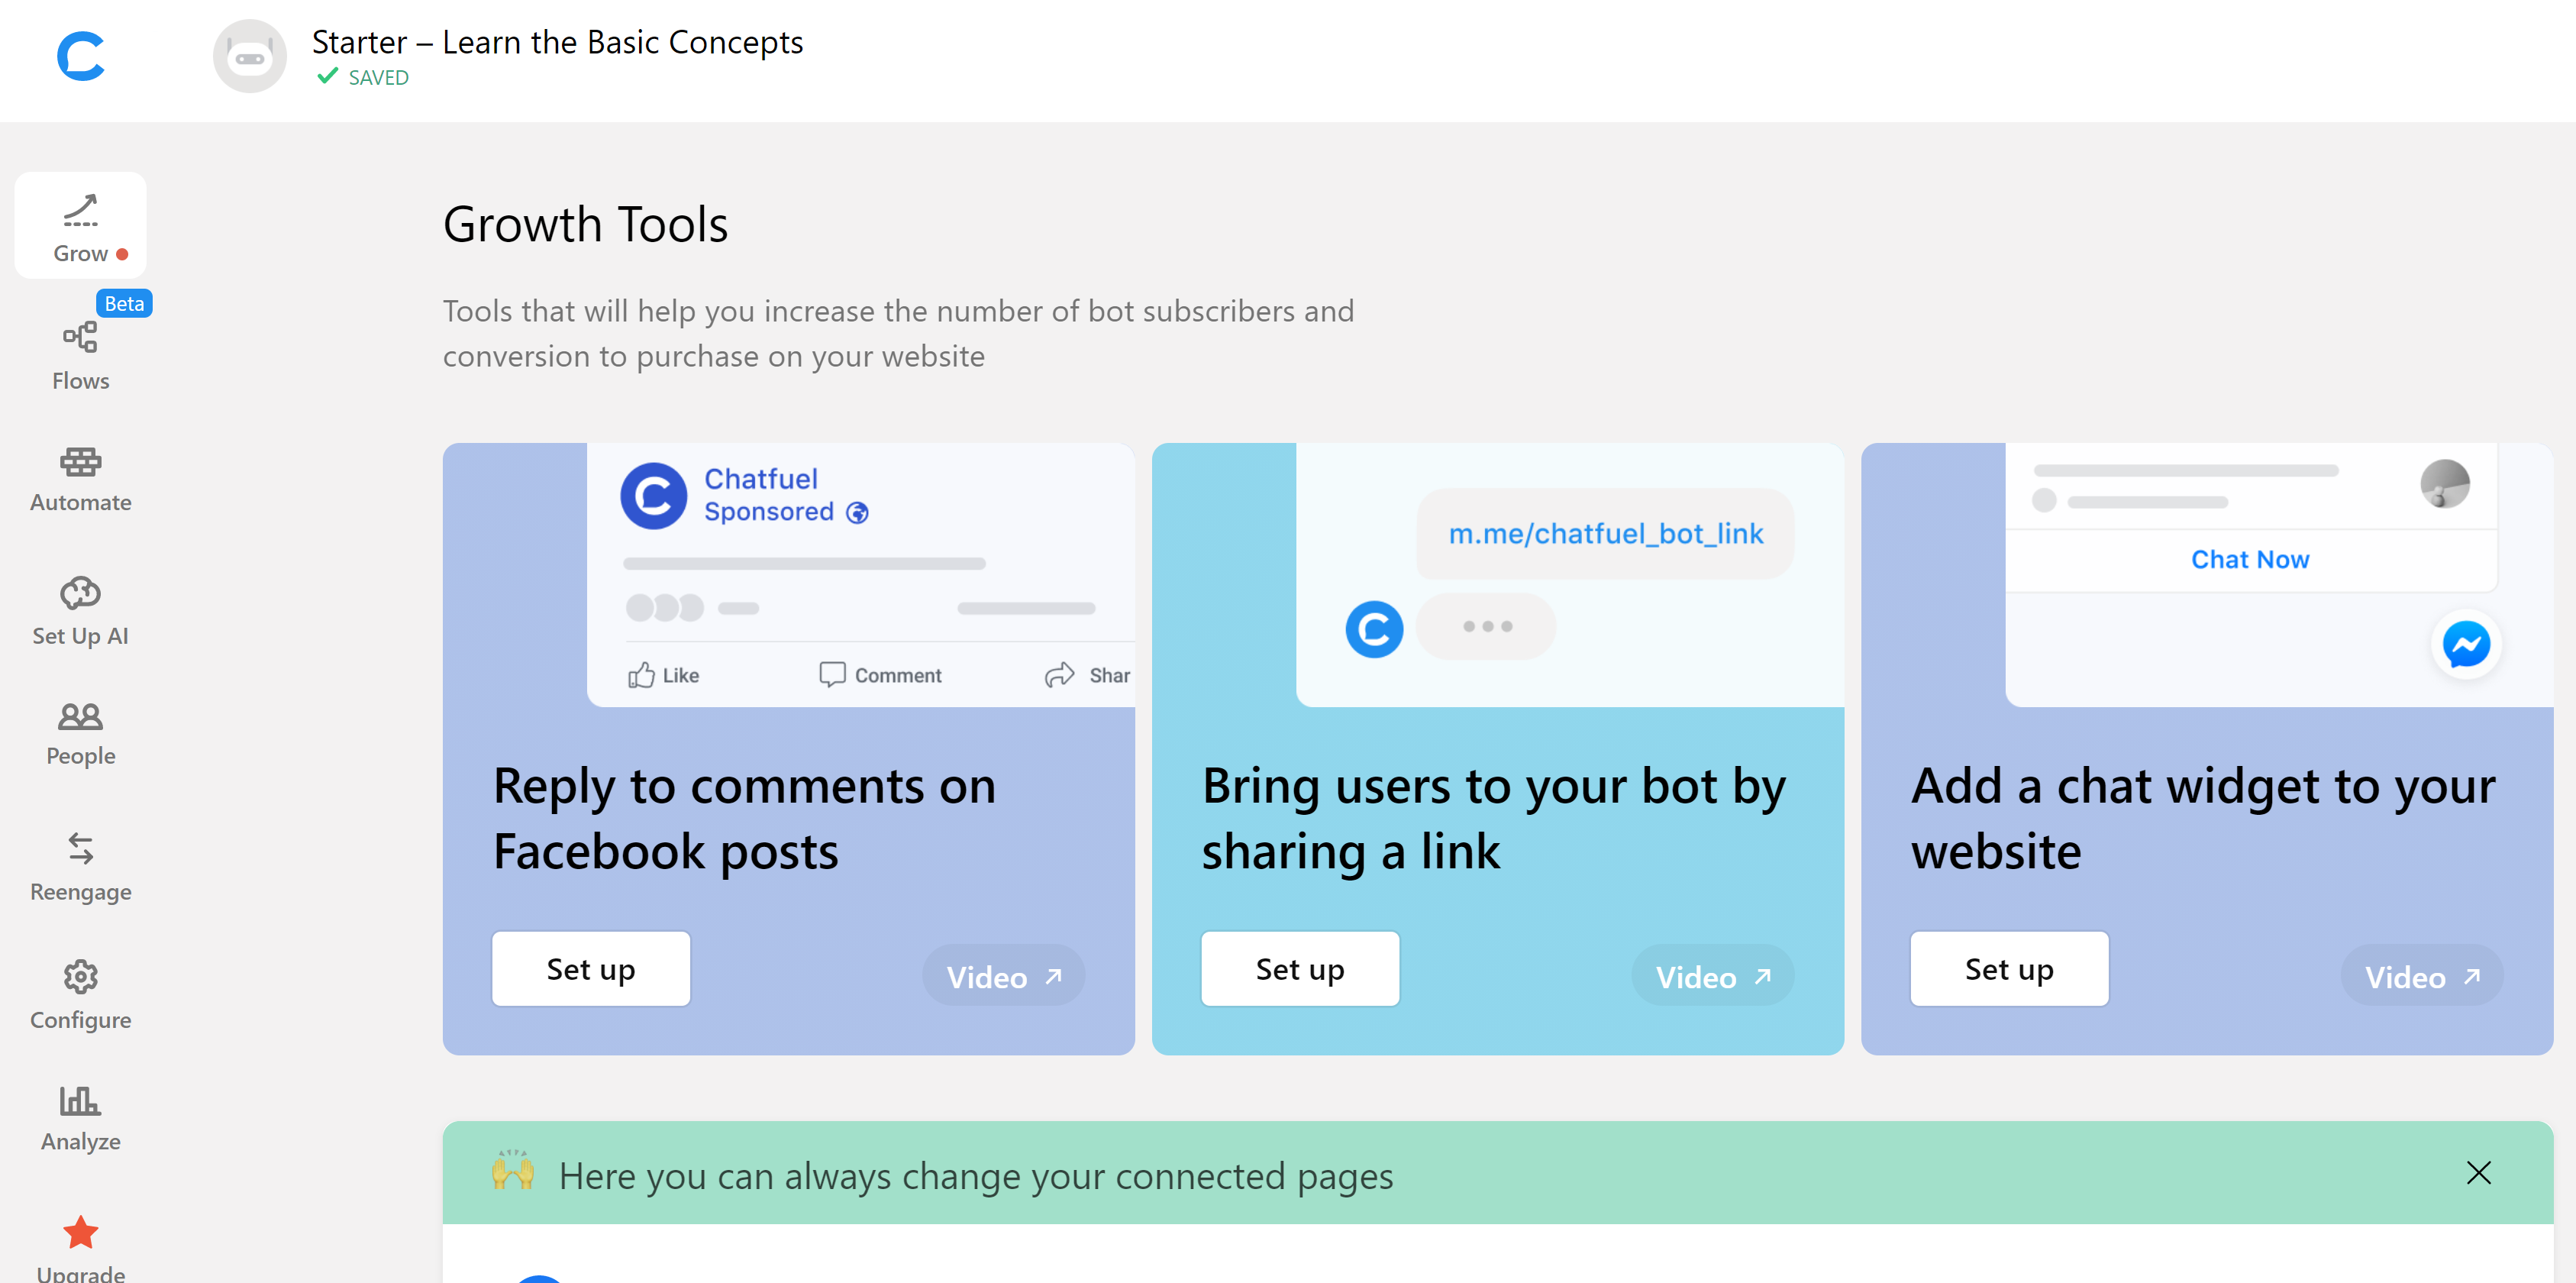 Starter – Learn the Basic Concepts
SAVED
Grow
Beta
Flows
Automate
Set Up AI
People
Reengage
Configure
Analyze
Upgrade
Growth Tools
Tools that will help you increase the number of bot subscribers and
conversion to purchase on your website
Chatfuel
Sponsored
Like
Comment
Shar
Reply to comments on
Facebook posts
Set up
Video
m.me/chatfuel_bot_link
Bring users to your bot by
sharing a link
Set up
Video
Chat Now
Add a chat widget to your
website
Set up
Video
Here you can always change your connected pages